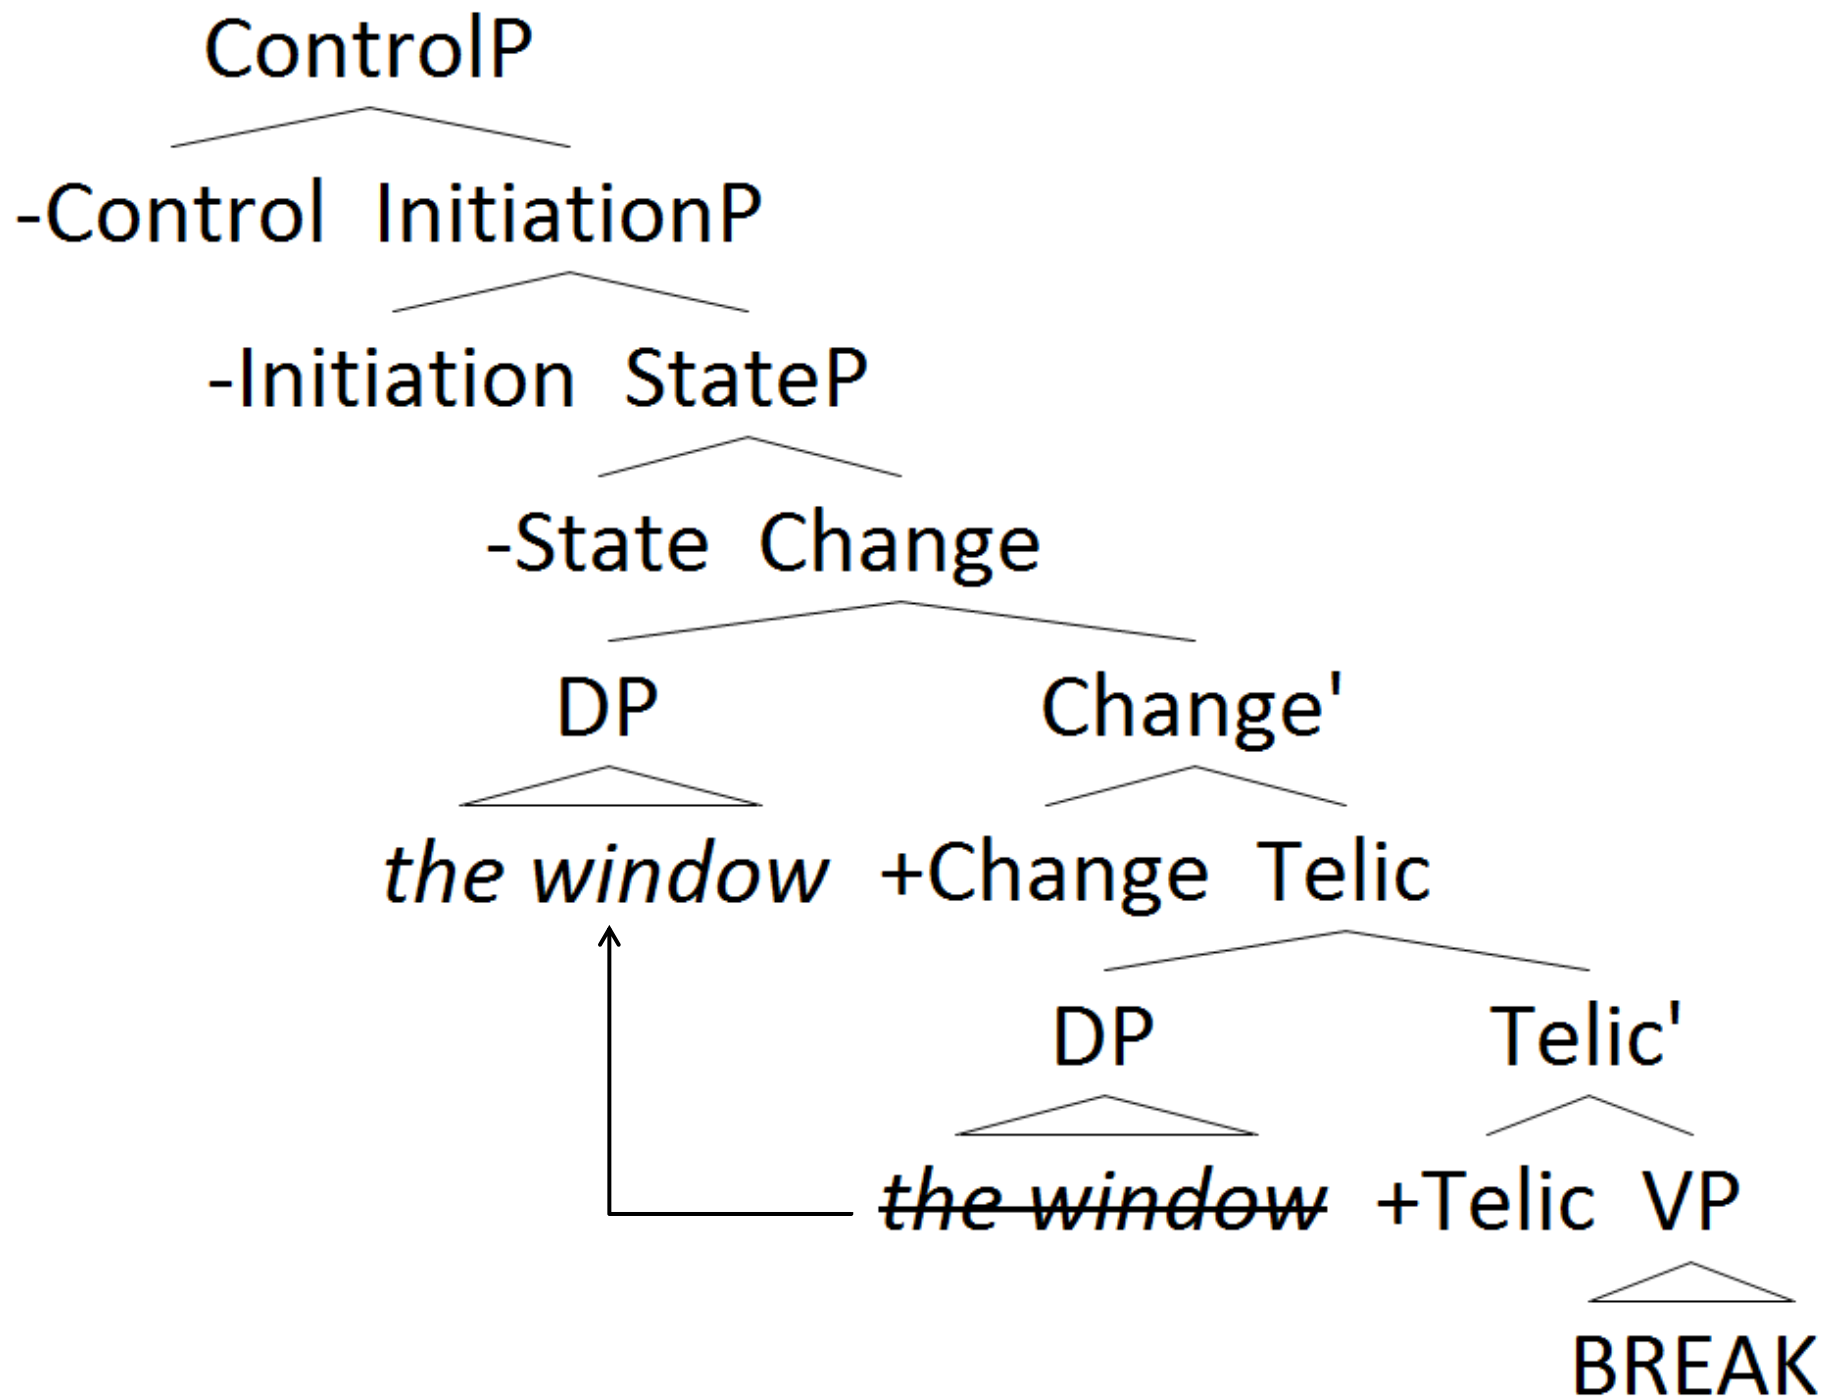 ControlP
-Control InitiationP
-Initiation StateP
-State Change
DP Change'
the window +Change Telic
DP Telic'
the window +Telic VP
BREAK